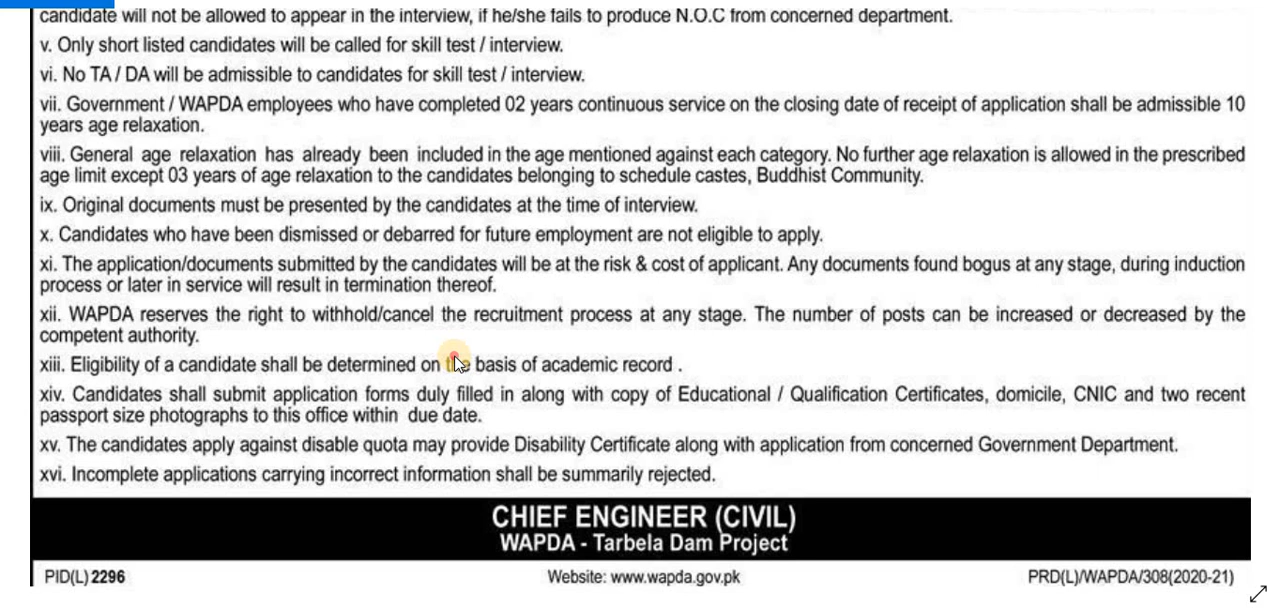 candidate will not be allowed to appear in the interview, if he/she fails to produce N.O.C from concerned department.
v. Only short listed candidates will be called for skill test / interview.
vi. No TA / DA will be admissible to candidates for skill test / interview.
vii. Government / WAPDA employees who have completed 02 years continuous service on the closing date of receipt of application shall be admissible 10
years age relaxation.
viii. General age relaxation has already been included in the age mentioned against each category. No further age relaxation is allowed in the prescribed
age limit except 03 years of age relaxation to the candidates belonging to schedule castes, Buddhist Community.
ix. Original documents must be presented by the candidates at the time of interview.
x. Candidates who have been dismissed or debarred for future employment are not eligible to apply.
xi. The application/documents submitted by the candidates will be at the risk & cost of applicant. Any documents found bogus at any stage, during induction
process or later in service will result in termination thereof.
xii. WAPDA reserves the right to withhold/cancel the recruitment process at any stage. The number of posts can be increased or decreased by the
competent authority.
xiii. Eligibility of a candidate shall be determined on the basis of academic record .
xiv. Candidates shall submit application forms duly filled in along with copy of Educational / Qualification Certificates, domicile, CNIC and two recent
passport size photographs to this office within due date.
xv. The candidates apply against disable quota may provide Disability Certificate along with application from concerned Government Department.
xvi. Incomplete applications carrying incorrect information shall be summarily rejected.
CHIEF ENGINEER (CIVIL)
WAPDA - Tarbela Dam Project
PID(L) 2296 Website: www.wapda.gov.pk PRD(L)/WAPDA/308(2020-21)